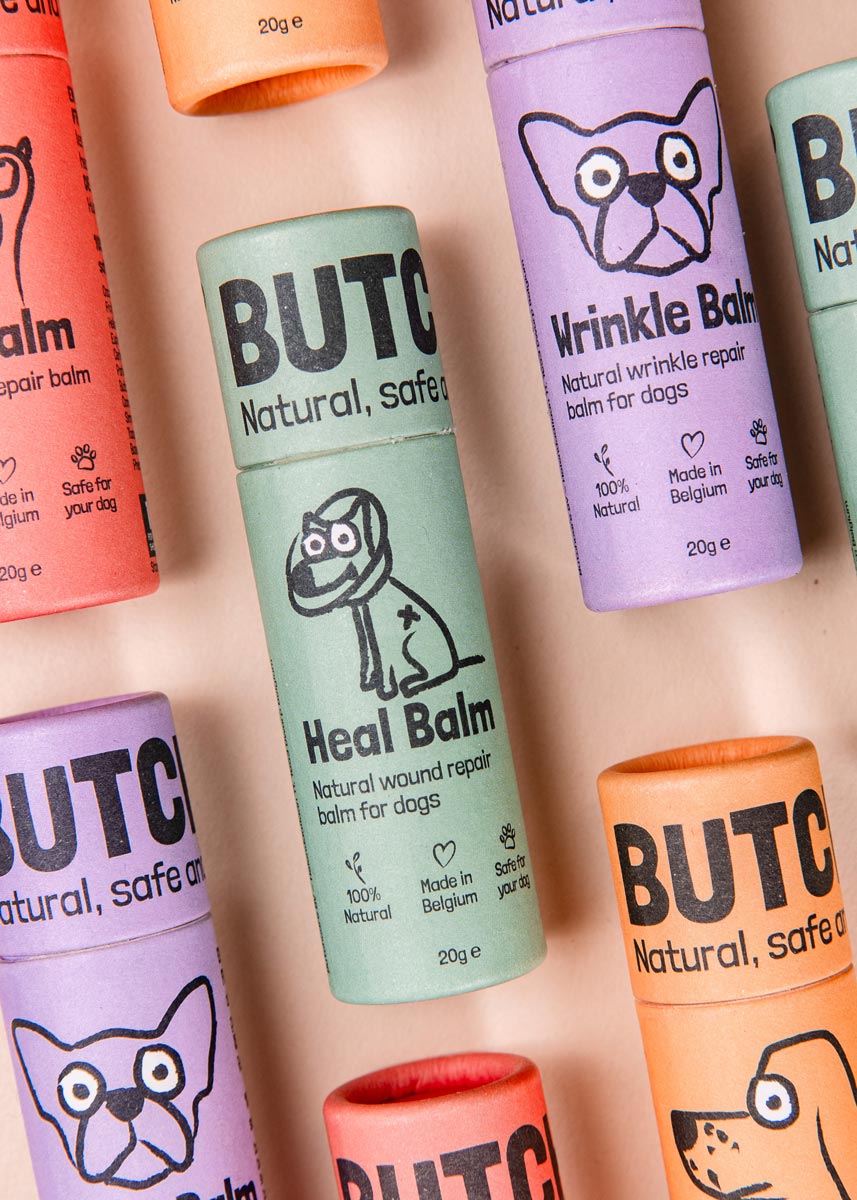 20g e
Natural
BUTC
Natural, safe a
Heal Balm
Natural wound repair
balm for dogs
100%
Natural
Made in
Belgium
Safe for
your dog
20g e
Wrinkle Balm
Natural wrinkle repair
balm for dogs
100%
Natural
Made in
Belgium
Safe for
your dog
20g e
alm
epair balm
de in
lgium
Safe for
your dog
20g e
B
Nat
BUTC
atural, safe an
Balm
BUTC
Natural, safe a
BUTC